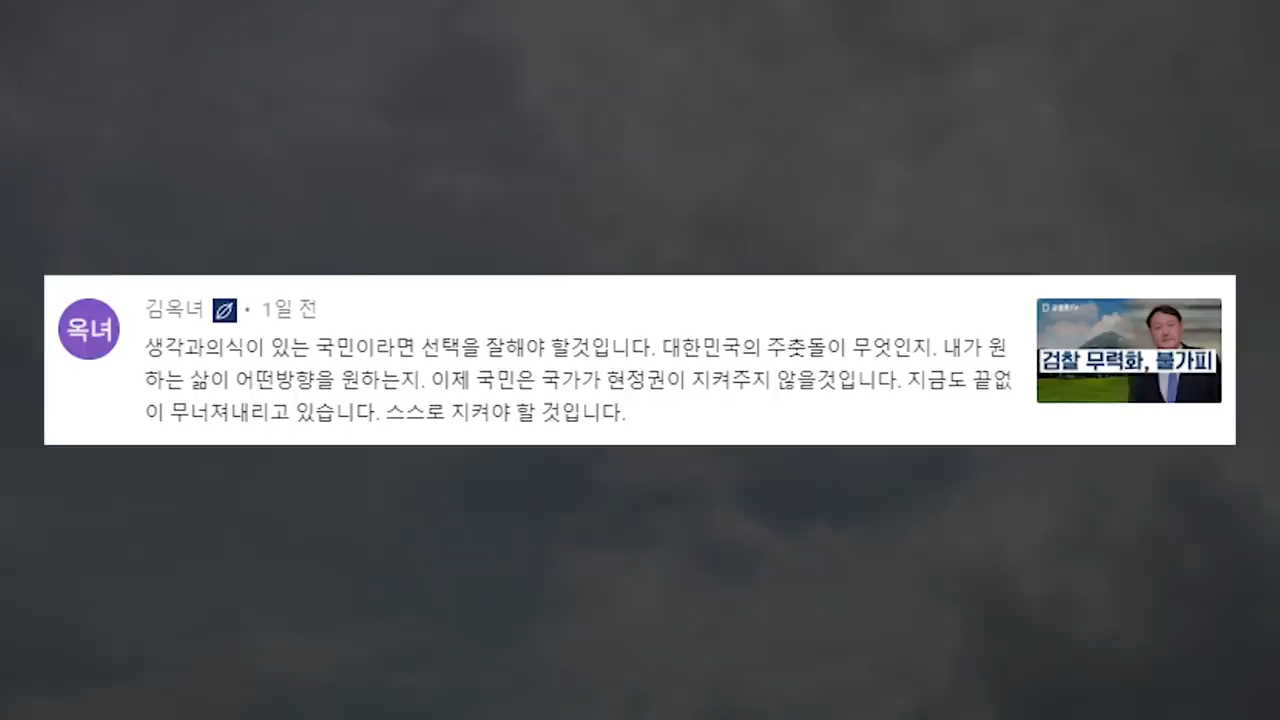 옥녀
김옥녀 • 1일 전
생각과의식이 있는 국민이라면 선택을 잘해야 할것입니다. 대한민국의 주춧돌이 무엇인지. 내가 원
하는 삶이 어떤방향을 원하는지. 이제 국민은 국가가 현정권이 지켜주지 않을것입니다. 지금도 끝없
이 무너져내리고 있습니다. 스스로 지켜야 할 것입니다.
검찰 무력화, 불가피